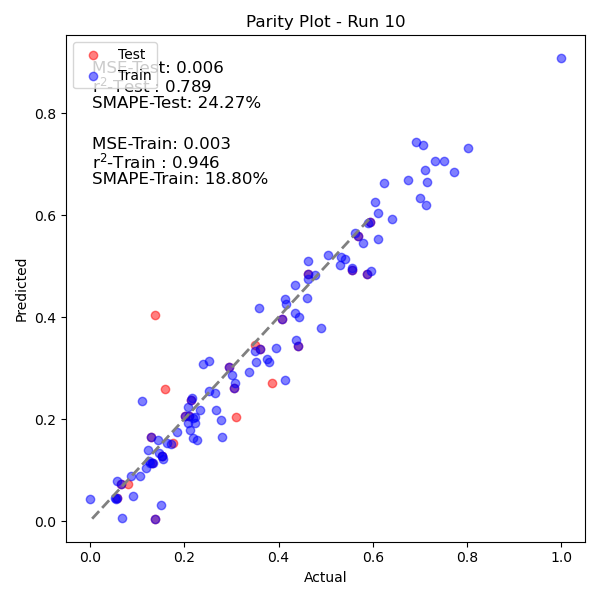 Parity Plot - Run 10
Test
Train
MSE-Test: 0.006
r²-Test : 0.789
SMAPE-Test: 24.27%
MSE-Train: 0.003
r²-Train : 0.946
SMAPE-Train: 18.80%
Predicted
0.8
0.6
0.4
0.2
0.0
0.0 0.2 0.4 0.6 0.8 1.0
Actual